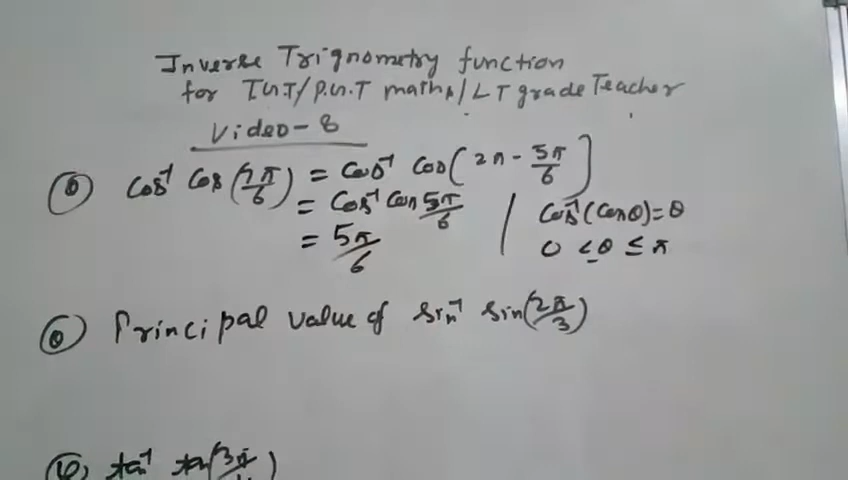 Inverse Trignometry function
for T.G.T/P.G.T maths/LT grade Teacher
Video-8
cos⁻¹ cos(7π/6) = cos⁻¹ cos(2π - 5π/6]
= cos⁻¹ cos 5π/6 | cos⁻¹(cosθ)=θ
= 5π/6 | 0 ≤ θ ≤ π
Principal value of sin⁻¹ sin(2π/3)
tan⁻¹ tan(3π/